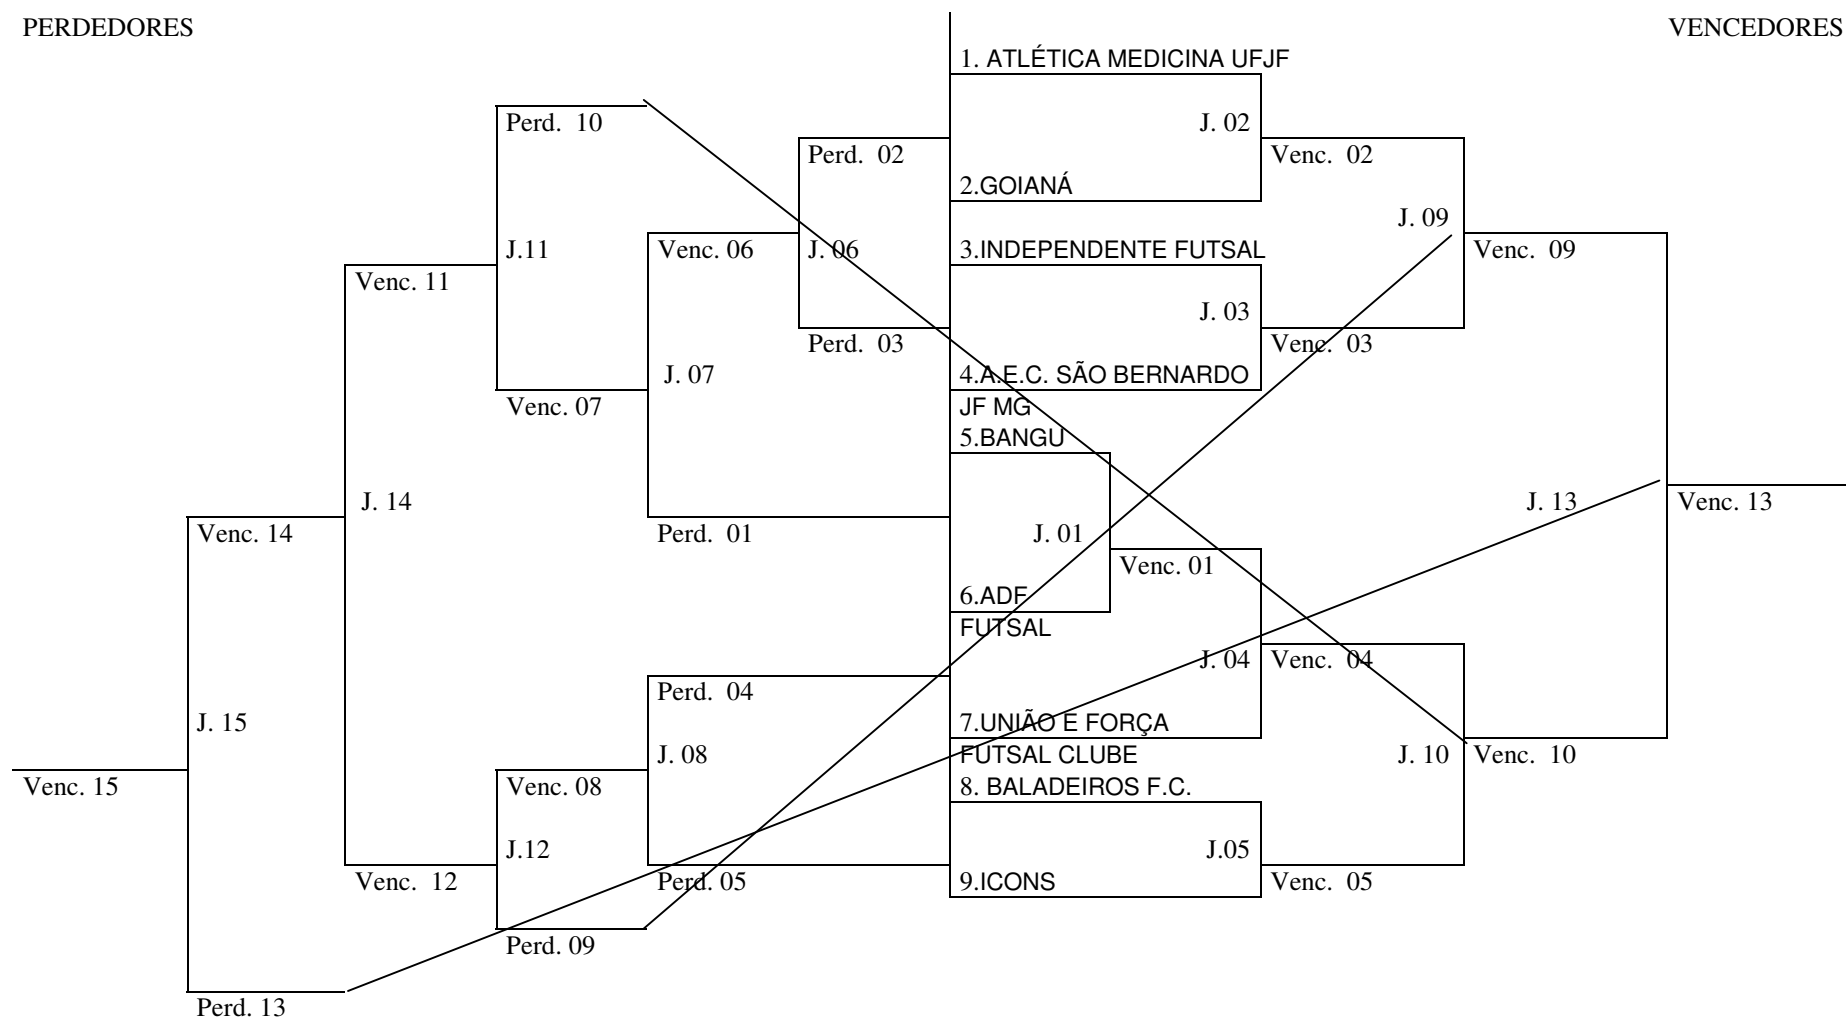 PERDEDORES
VENCEDORES
1. ATLÉTICA MEDICINA UFJF
Perd. 10
J. 02
Perd. 02
Venc. 02
2.GOIANÁ
J. 09
J.11
Venc. 06
J. 06
3.INDEPENDENTE FUTSAL
Venc. 09
Venc. 11
J. 03
Perd. 03
Venc. 03
J. 07
4.A.E.C. SÃO BERNARDO
Venc. 07
JF MG
5.BANGU
J. 14
J. 13
Venc. 13
Venc. 14
Perd. 01
J. 01
Venc. 01
6.ADF
FUTSAL
J. 04
Venc. 04
Perd. 04
J. 15
7.UNIÃO E FORÇA
J. 08
FUTSAL CLUBE
J. 10
Venc. 10
Venc. 15
Venc. 08
8. BALADEIROS F.C.
J.12
J.05
Venc. 12
Perd. 05
9.ICONS
Venc. 05
Perd. 09
Perd. 13